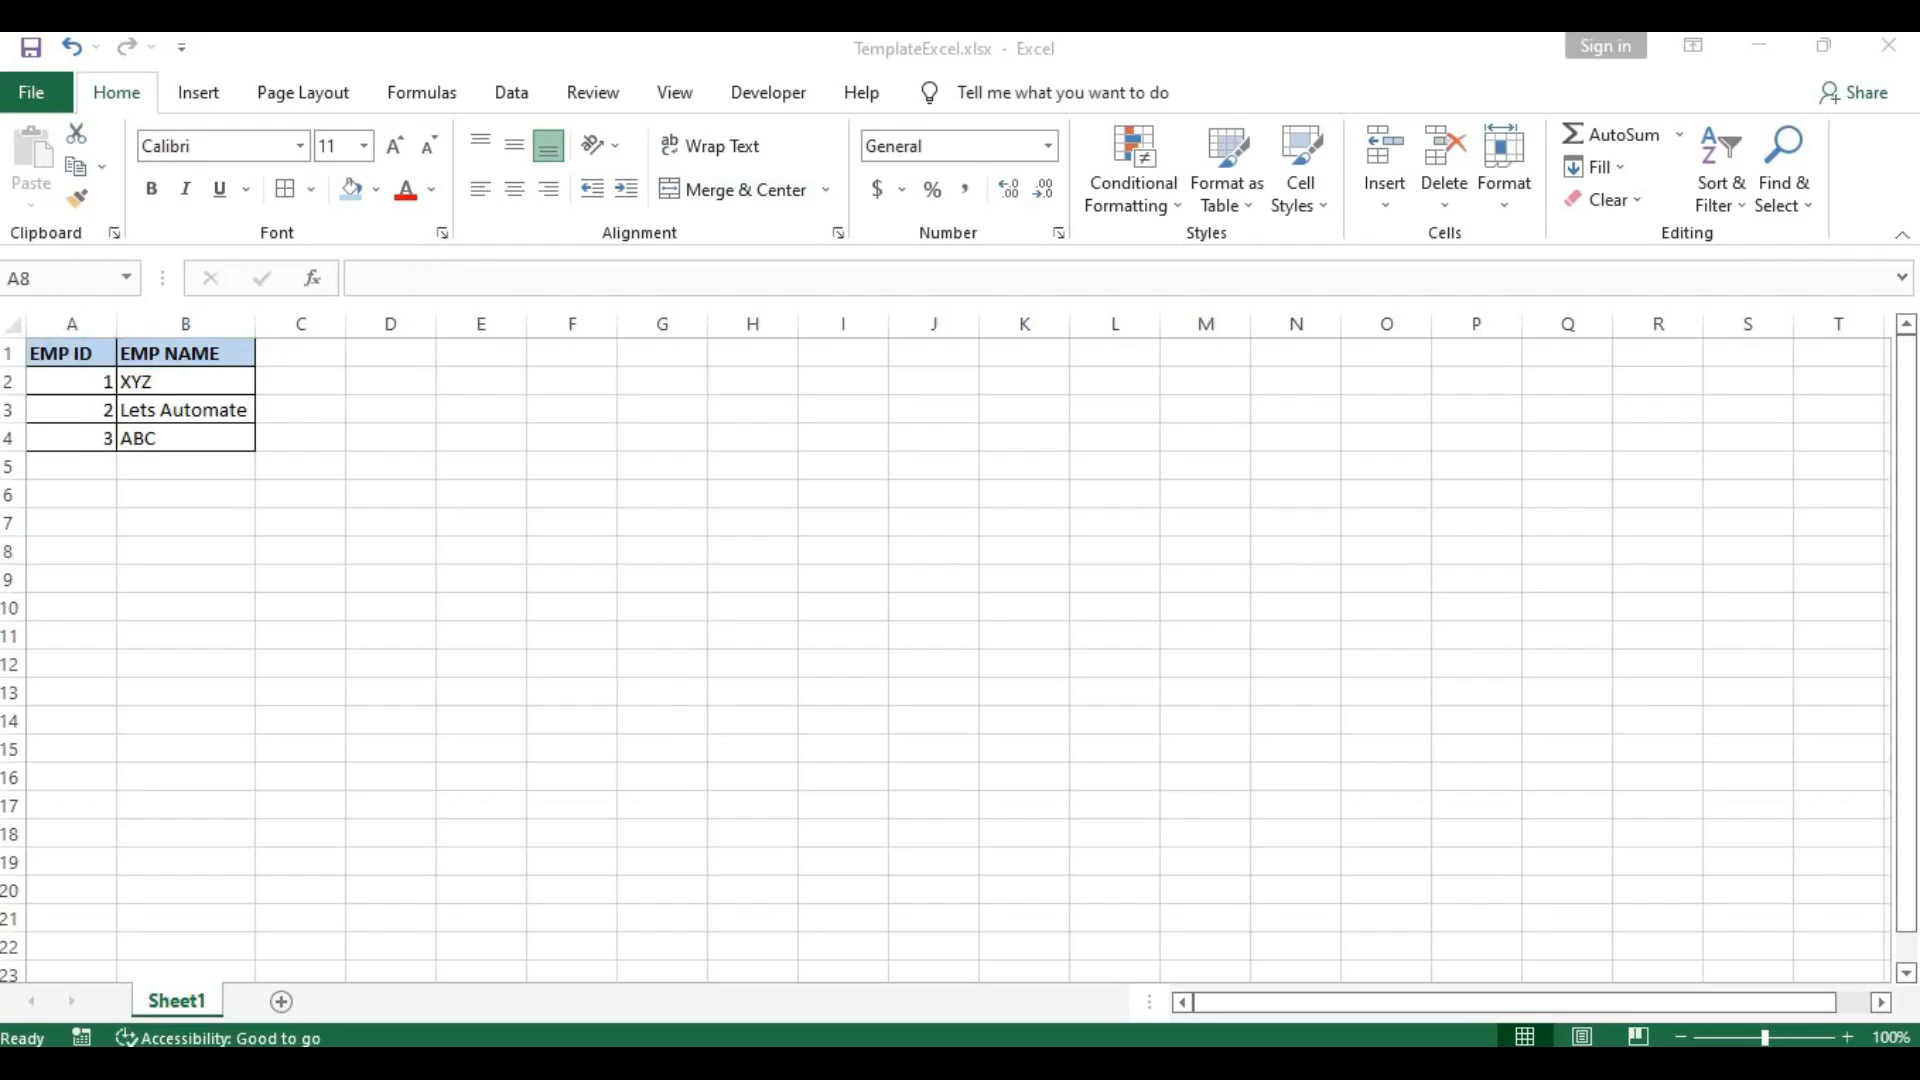 TemplateExcel.xlsx - Excel
Sign in
File Home Insert Page Layout Formulas Data Review View Developer Help Tell me what you want to do Share
Paste
Clipboard
Calibri 11
B I U
Font
Wrap Text
Merge & Center
Alignment
General
$ % ,
Number
Conditional Formatting
Format as Table
Cell Styles
Styles
Insert Delete Format
Cells
AutoSum
Fill
Clear
Sort & Filter
Find & Select
Editing
A8 fx
A B C D E F G H I J K L M N O P Q R S T
1 EMP ID EMP NAME
2 1 XYZ
3 2 Lets Automate
4 3 ABC
5
6
7
8
9
10
11
12
13
14
15
16
17
18
19
20
21
22
23
Sheet1
Ready Accessibility: Good to go 100%